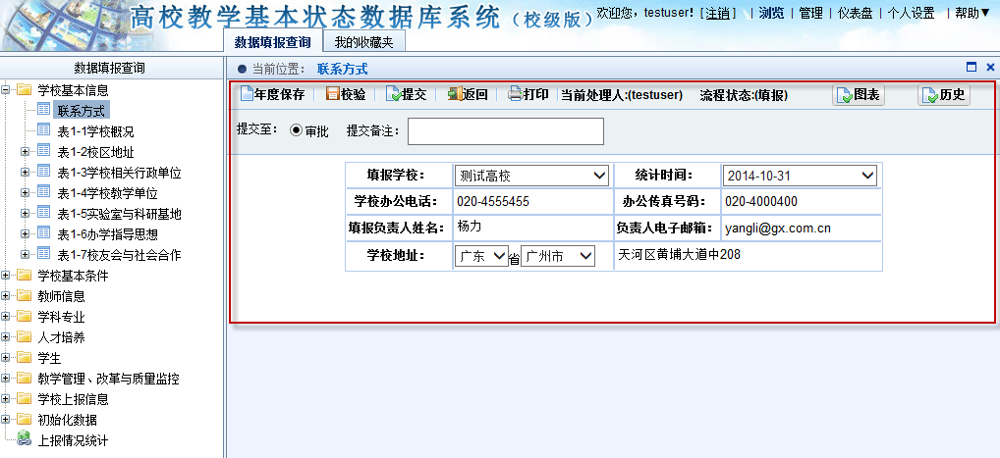 高校教学基本状态数据库系统（校级版）
欢迎您，testuser！[注销] | 浏览 | 管理 | 仪表盘 | 个人设置 | 帮助▼
数据填报查询 我的收藏夹
数据填报查询
当前位置： 联系方式
学校基本信息
联系方式
表1-1学校概况
表1-2校区地址
表1-3学校相关行政单位
表1-4学校教学单位
表1-5实验室与科研基地
表1-6办学指导思想
表1-7校友会与社会合作
学校基本条件
教师信息
学科专业
人才培养
学生
教学管理、改革与质量监控
学校上报信息
初始化数据
上报情况统计
年度保存 校验 提交 返回 打印 当前处理人:(testuser) 流程状态:(填报) 图表 历史
提交至： 审批 提交备注：
填报学校： 测试高校 统计时间： 2014-10-31
学校办公电话： 020-4555455 办公传真号码： 020-4000400
填报负责人姓名： 杨力 负责人电子邮箱： yangli@gx.com.cn
学校地址： 广东 省 广州市 天河区黄埔大道中208